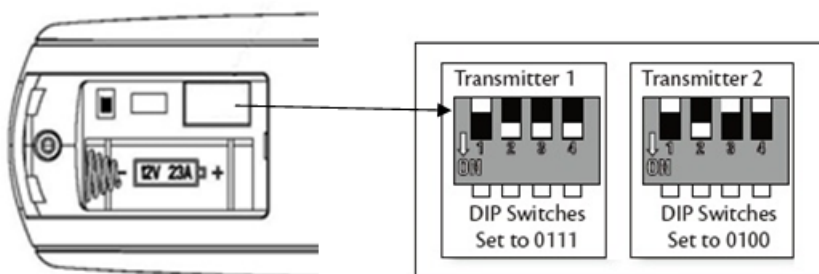 - 12V 23A +
Transmitter 1
1 2 3 4
ON
DIP Switches
Set to 0111
Transmitter 2
1 2 3 4
ON
DIP Switches
Set to 0100